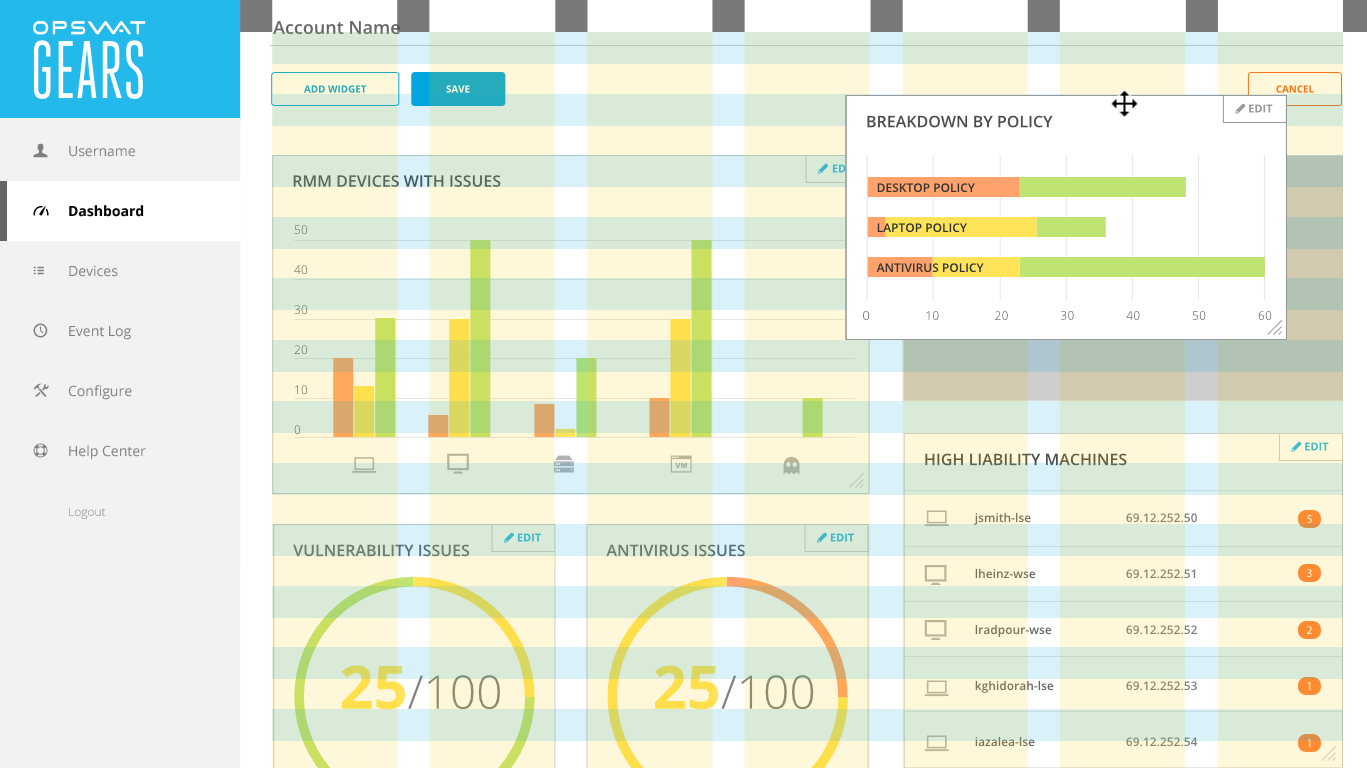 OPSWAT
GEARS
Username
Dashboard
Devices
Event Log
Configure
Help Center
Logout
Account Name
ADD WIDGET
SAVE
CANCEL
RMM DEVICES WITH ISSUES
ED
50
40
30
20
10
0
VM
BREAKDOWN BY POLICY
EDIT
DESKTOP POLICY
LAPTOP POLICY
ANTIVIRUS POLICY
0 10 20 30 40 50 60
VULNERABILITY ISSUES
EDIT
25/100
ANTIVIRUS ISSUES
EDIT
25/100
HIGH LIABILITY MACHINES
EDIT
jsmith-lse 69.12.252.50 5
lheinz-wse 69.12.252.51 3
lradpour-wse 69.12.252.52 2
kghidorah-lse 69.12.252.53 1
iazalea-lse 69.12.252.54 1